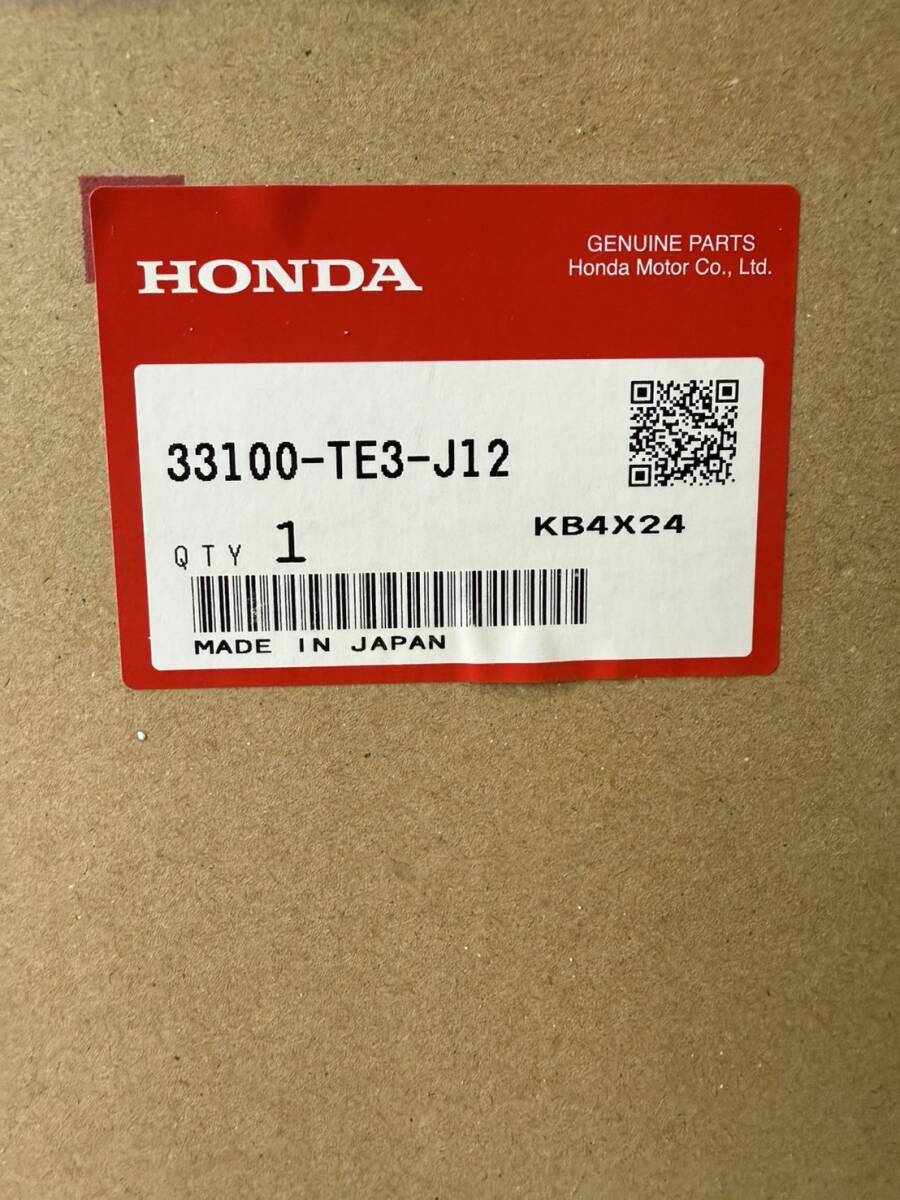 HONDA
GENUINE PARTS
Honda Motor Co., Ltd.
33100-TE3-J12
KB4X24
QTY 1
MADE IN JAPAN